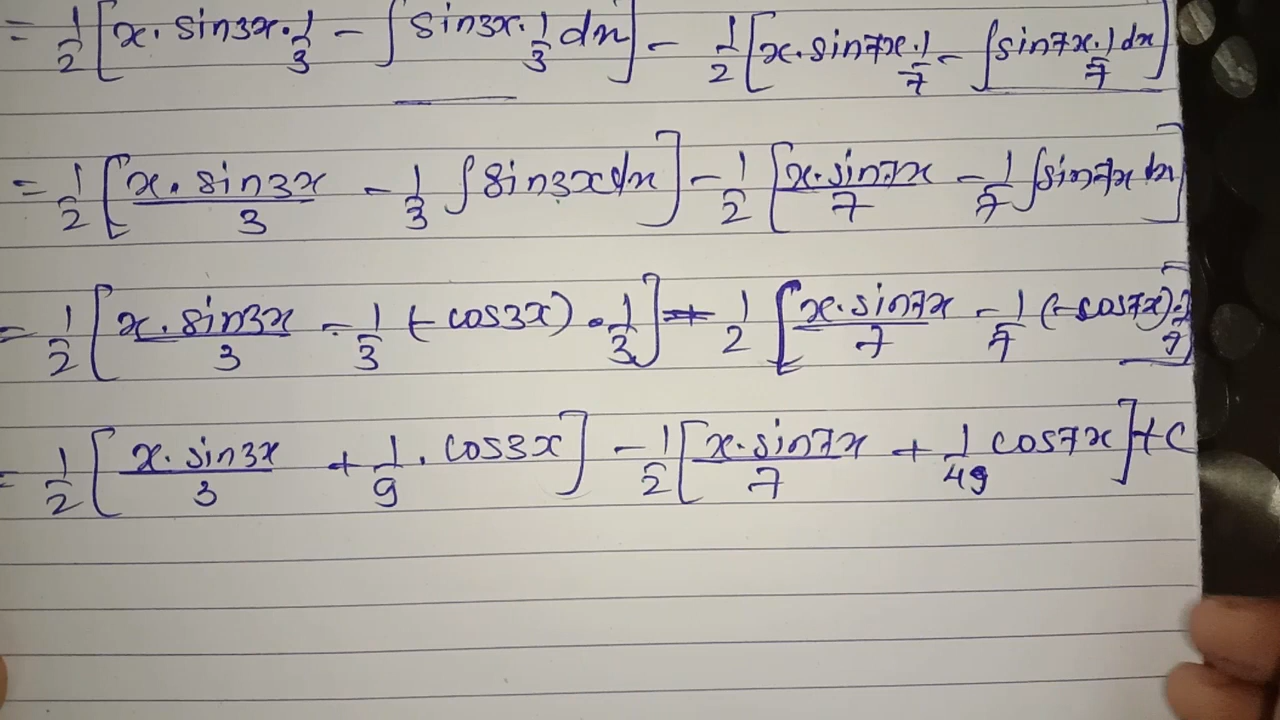 = 1/2 [x. sin3x. 1/3 - ∫ sin3x. 1/3 dx] - 1/2 [x. sin7x. 1/7 - ∫ sin7x. 1/7 dx]
= 1/2 [x. sin3x/3 - 1/3 ∫ sin3x dx] - 1/2 [x. sin7x/7 - 1/7 ∫ sin7x dx]
= 1/2 [x. sin3x/3 - 1/3 (-cos3x) . 1/3] - 1/2 [x. sin7x/7 - 1/7 (-cos7x). 1/7]
= 1/2 [x. sin3x/3 + 1/9 . cos3x] - 1/2 [x. sin7x/7 + 1/49 cos7x] + C